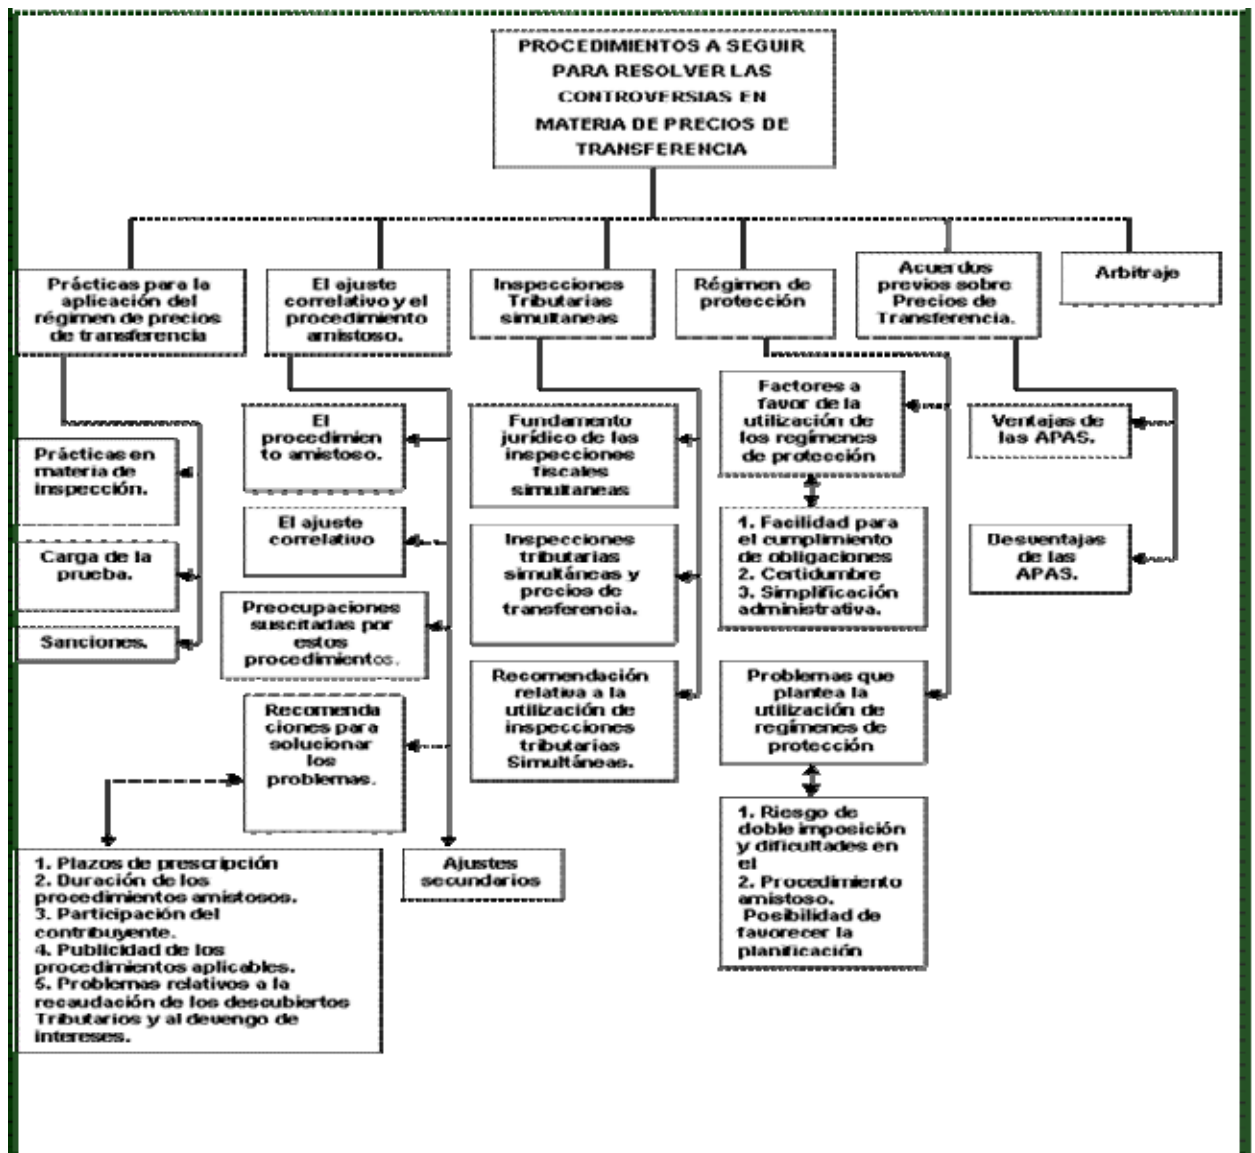 PROCEDIMIENTOS A SEGUIR
PARA RESOLVER LAS
CONTROVERSIAS EN
MATERIA DE PRECIOS DE
TRANSFERENCIA
Prácticas para la
aplicación del
régimen de precios
de transferencia
El ajuste
correlativo y el
procedimiento
amistoso.
Inspecciones
Tributarias
simultaneas
Régimen de
protección
Acuerdos
previos sobre
Precios de
Transferencia.
Arbitraje
Prácticas en
materia de
inspección.
Carga de la
prueba.
Sanciones.
El
procedimien
to amistoso.
El ajuste
correlativo
Preocupaciones
suscitadas por
estos
procedimientos.
Recomenda
ciones para
solucionar
los
problemas.
1. Plazos de prescripción
2. Duración de los
procedimientos amistosos.
3. Participación del
contribuyente.
4. Publicidad de los
procedimientos aplicables.
5. Problemas relativos a la
recaudación de los descubiertos
Tributarios y al devengo de
intereses.
Ajustes
secundarios
Fundamento
jurídico de las
inspecciones
fiscales
simultaneas
Inspecciones
tributarias
simultáneas y
precios de
transferencia.
Recomendación
relativa a la
utilización de
inspecciones
tributarias
Simultáneas.
Factores a
favor de la
utilización de
los regímenes
de protección
1. Facilidad para
el cumplimiento
de obligaciones
2. Certidumbre
3. Simplificación
administrativa.
Problemas que
plantea la
utilización de
regímenes de
protección
1. Riesgo de
doble imposición
y dificultades en
el
2. Procedimiento
amistoso.
Posibilidad de
favorecer la
planificación
Ventajas de
las APAS.
Desventajas
de las
APAS.